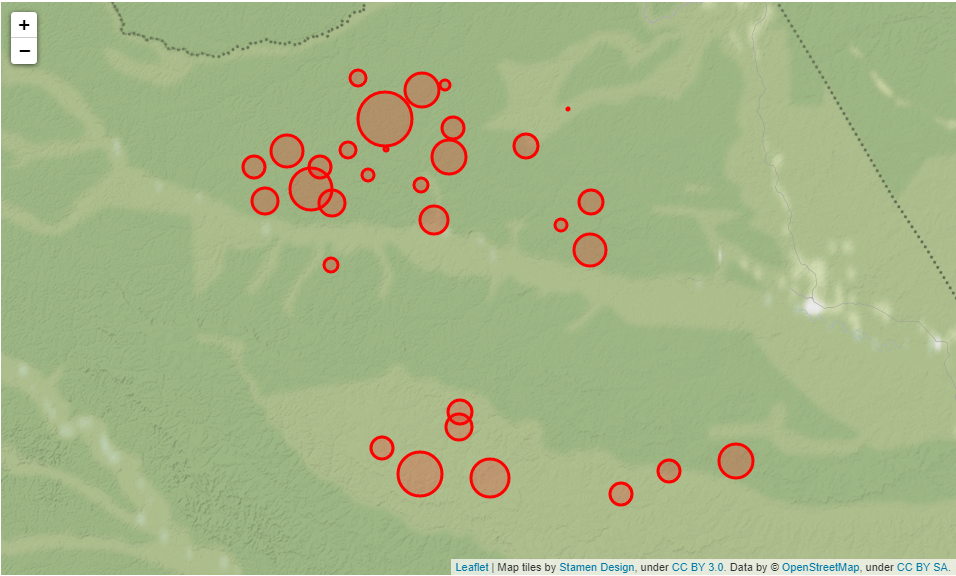 +
−
Leaflet | Map tiles by Stamen Design, under CC BY 3.0. Data by © OpenStreetMap, under CC BY SA.